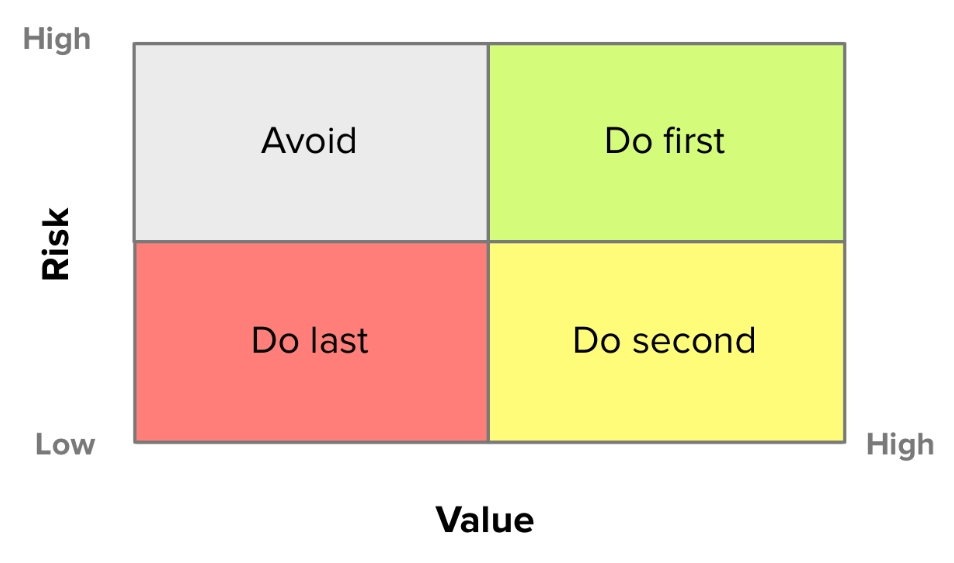 High
Avoid
Do first
Risk
Do last
Do second
Low
High
Value